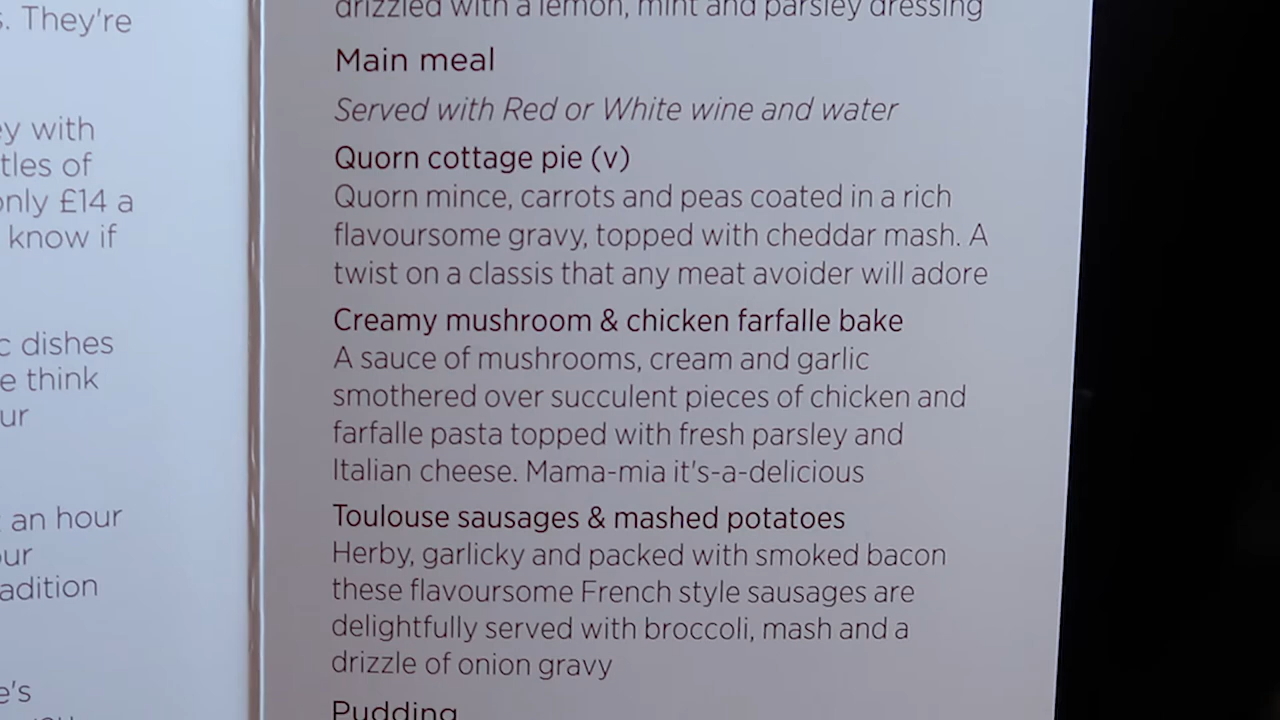 s. They're
ey with
tles of
only £14 a
know if
c dishes
e think
ur
an hour
ur
adition
e's
drizzled with a lemon, mint and parsley dressing
Main meal
Served with Red or White wine and water
Quorn cottage pie (v)
Quorn mince, carrots and peas coated in a rich
flavoursome gravy, topped with cheddar mash. A
twist on a classis that any meat avoider will adore
Creamy mushroom & chicken farfalle bake
A sauce of mushrooms, cream and garlic
smothered over succulent pieces of chicken and
farfalle pasta topped with fresh parsley and
Italian cheese. Mama-mia it's-a-delicious
Toulouse sausages & mashed potatoes
Herby, garlicky and packed with smoked bacon
these flavoursome French style sausages are
delightfully served with broccoli, mash and a
drizzle of onion gravy
Pudding